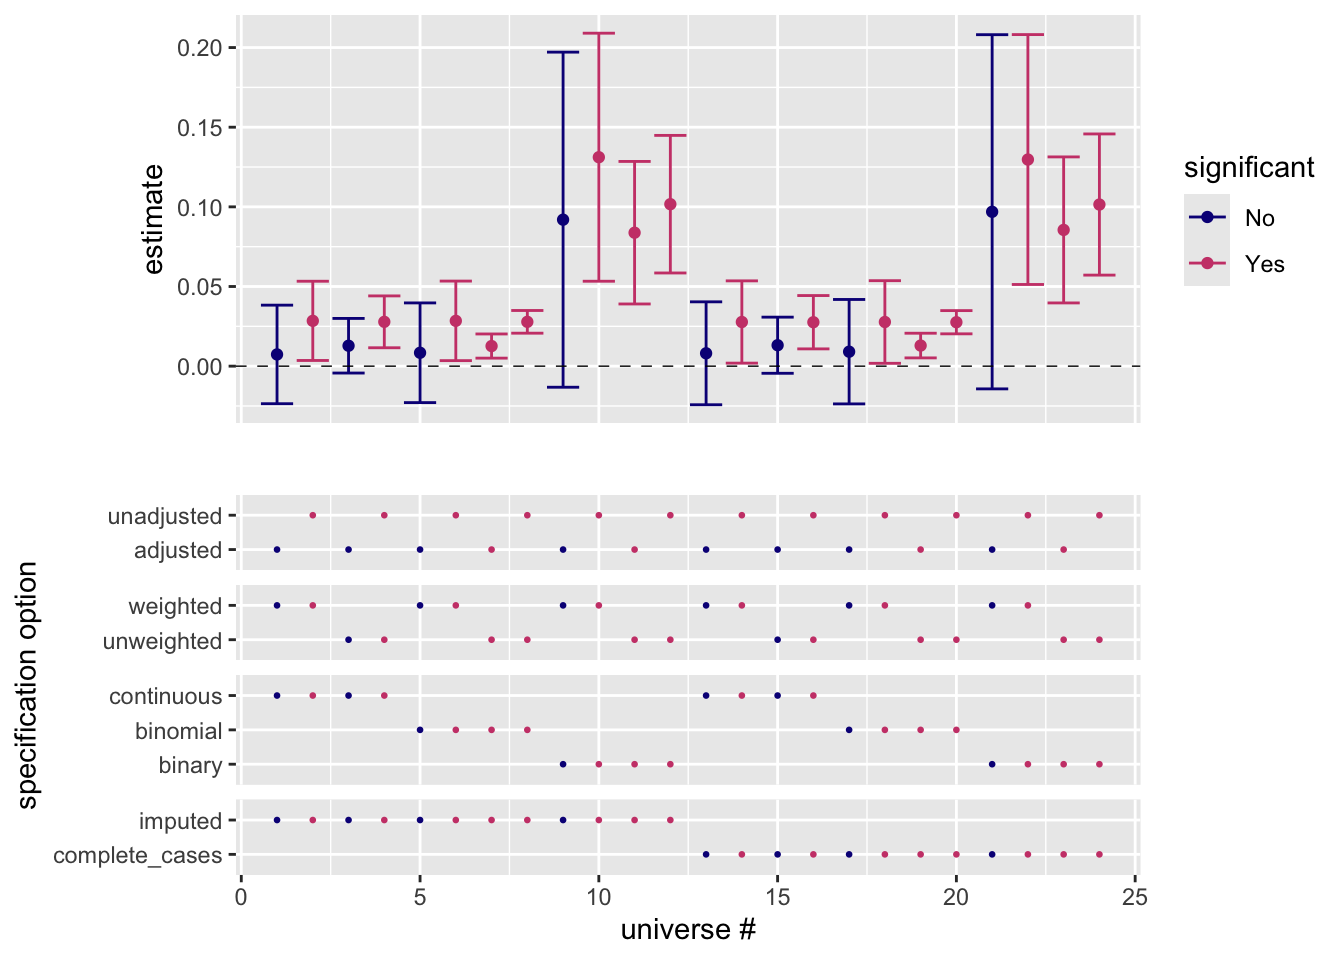 estimate
0.20
0.15
0.10
0.05
0.00
significant
No
Yes
specification option
unadjusted
adjusted
weighted
unweighted
continuous
binomial
binary
imputed
complete_cases
0 5 10 15 20 25
universe #